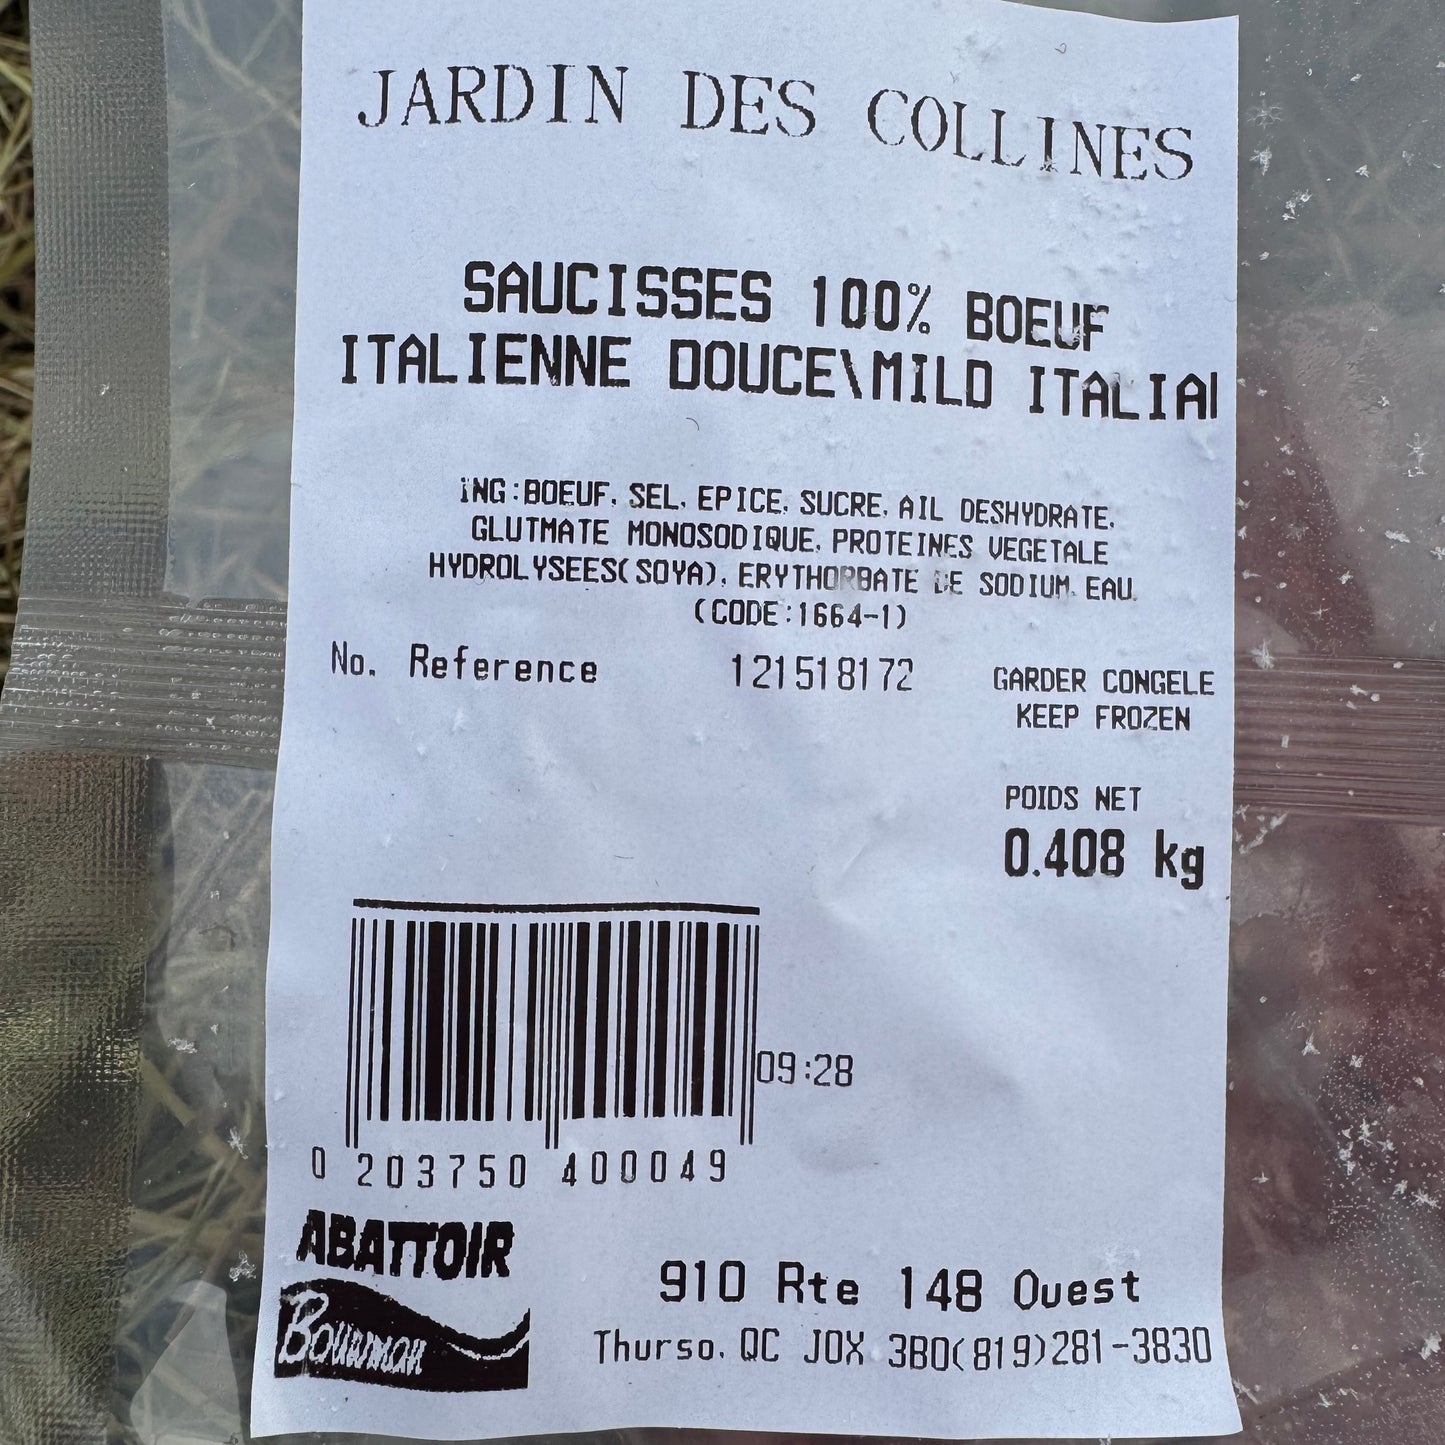 JARDIN DES COLLINES
SAUCISSES 100% BOEUF
ITALIENNE DOUCE\MILD ITALIA
ING:BOEUF, SEL, EPICE, SUCRE, AIL DESHYDRATE,
GLUTMATE MONOSODIQUE, PROTEINES VEGETALE
HYDROLYSEES(SOYA), ERYTHORBATE DE SODIUM, EAU.
(CODE:1664-1)
No. Reference 121518172
GARDER CONGELE
KEEP FROZEN
POIDS NET
0.408 kg
09:28
0 203750 400049
ABATTOIR
Bourman
910 Rte 148 Ouest
Thurso, QC J0X 3B0(819)281-3830